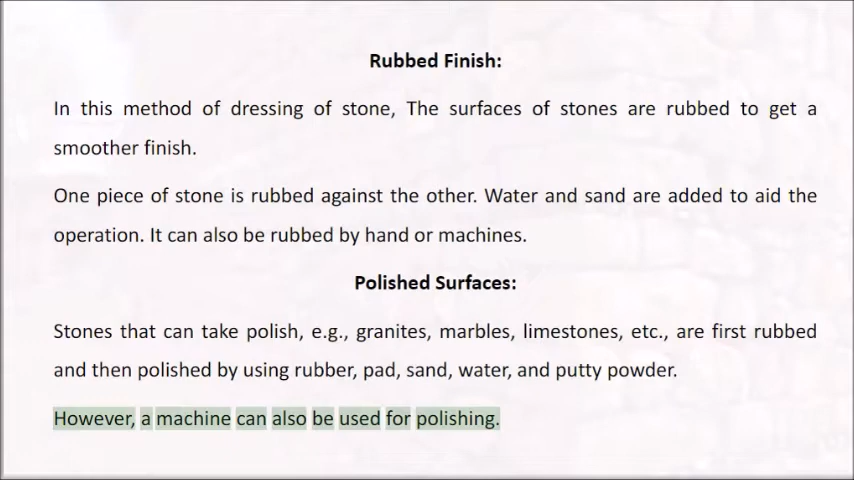 Rubbed Finish:
In this method of dressing of stone, The surfaces of stones are rubbed to get a
smoother finish.
One piece of stone is rubbed against the other. Water and sand are added to aid the
operation. It can also be rubbed by hand or machines.
Polished Surfaces:
Stones that can take polish, e.g., granites, marbles, limestones, etc., are first rubbed
and then polished by using rubber, pad, sand, water, and putty powder.
However, a machine can also be used for polishing.